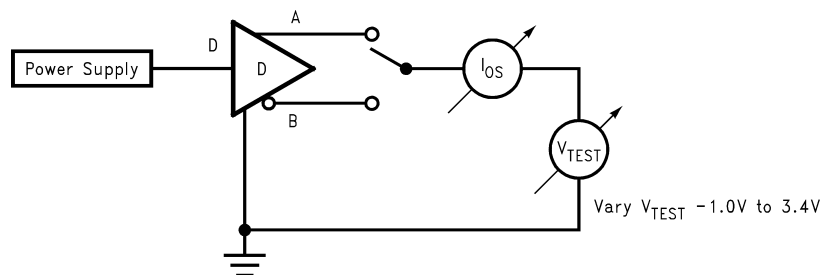 A
D
Power Supply
D
I_OS
B
V_TEST
Vary V_TEST -1.0V to 3.4V